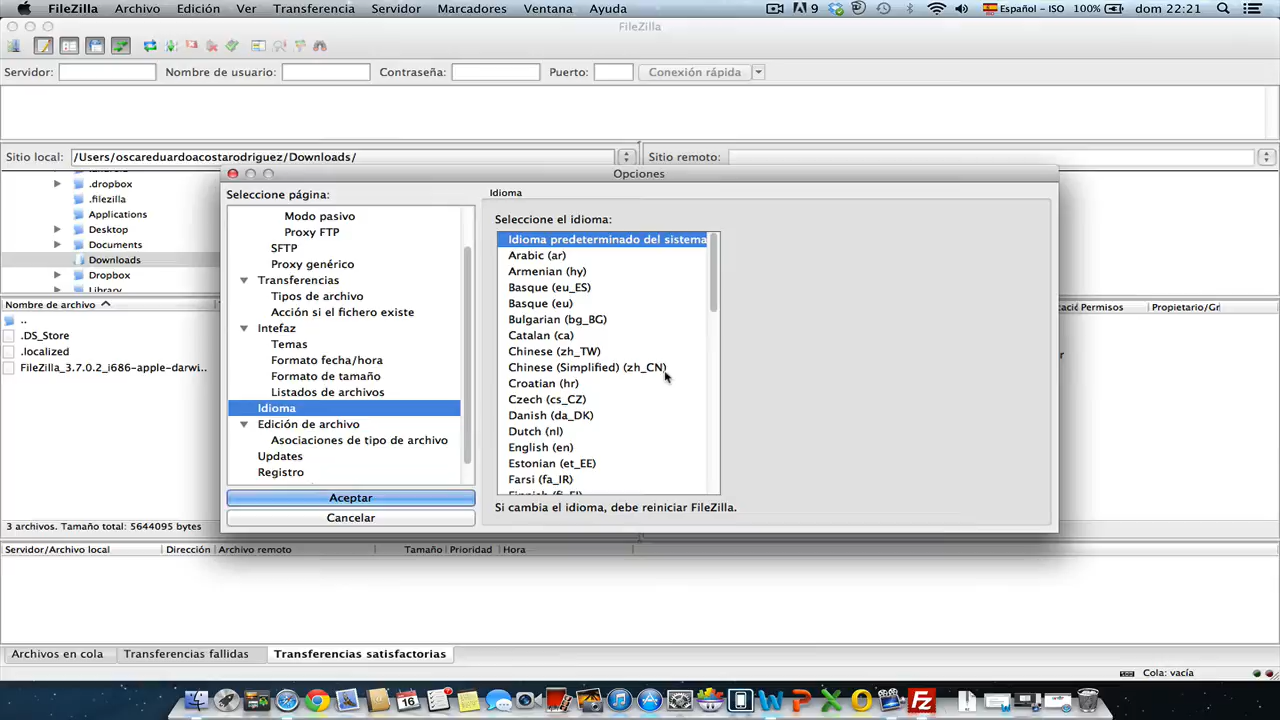 FileZilla Archivo Edición Ver Transferencia Servidor Marcadores Ventana Ayuda 9 Español - ISO 100% dom 22:21
FileZilla
Servidor: Nombre de usuario: Contraseña: Puerto: Conexión rápida
Sitio local: /Users/oscareduardoacostarodriguez/Downloads/ Sitio remoto:
.dropbox
.filezilla
Applications
Desktop
Documents
Downloads
Dropbox
Library
Nombre de archivo
..
.DS_Store
.localized
FileZilla_3.7.0.2_i686-apple-darwi..
3 archivos. Tamaño total: 5644095 bytes
Permisos Propietario/Gr
Opciones
Seleccione página:
Modo pasivo
Proxy FTP
SFTP
Proxy genérico
Transferencias
Tipos de archivo
Acción si el fichero existe
Intefaz
Temas
Formato fecha/hora
Formato de tamaño
Listados de archivos
Idioma
Edición de archivo
Asociaciones de tipo de archivo
Updates
Registro
Aceptar
Cancelar
Idioma
Seleccione el idioma:
Idioma predeterminado del sistema
Arabic (ar)
Armenian (hy)
Basque (eu_ES)
Basque (eu)
Bulgarian (bg_BG)
Catalan (ca)
Chinese (zh_TW)
Chinese (Simplified) (zh_CN)
Croatian (hr)
Czech (cs_CZ)
Danish (da_DK)
Dutch (nl)
English (en)
Estonian (et_EE)
Farsi (fa_IR)
Finnish (fi_FI)
Si cambia el idioma, debe reiniciar FileZilla.
Servidor/Archivo local Dirección Archivo remoto Tamaño Prioridad Hora
Archivos en cola Transferencias fallidas Transferencias satisfactorias
Cola: vacía
16